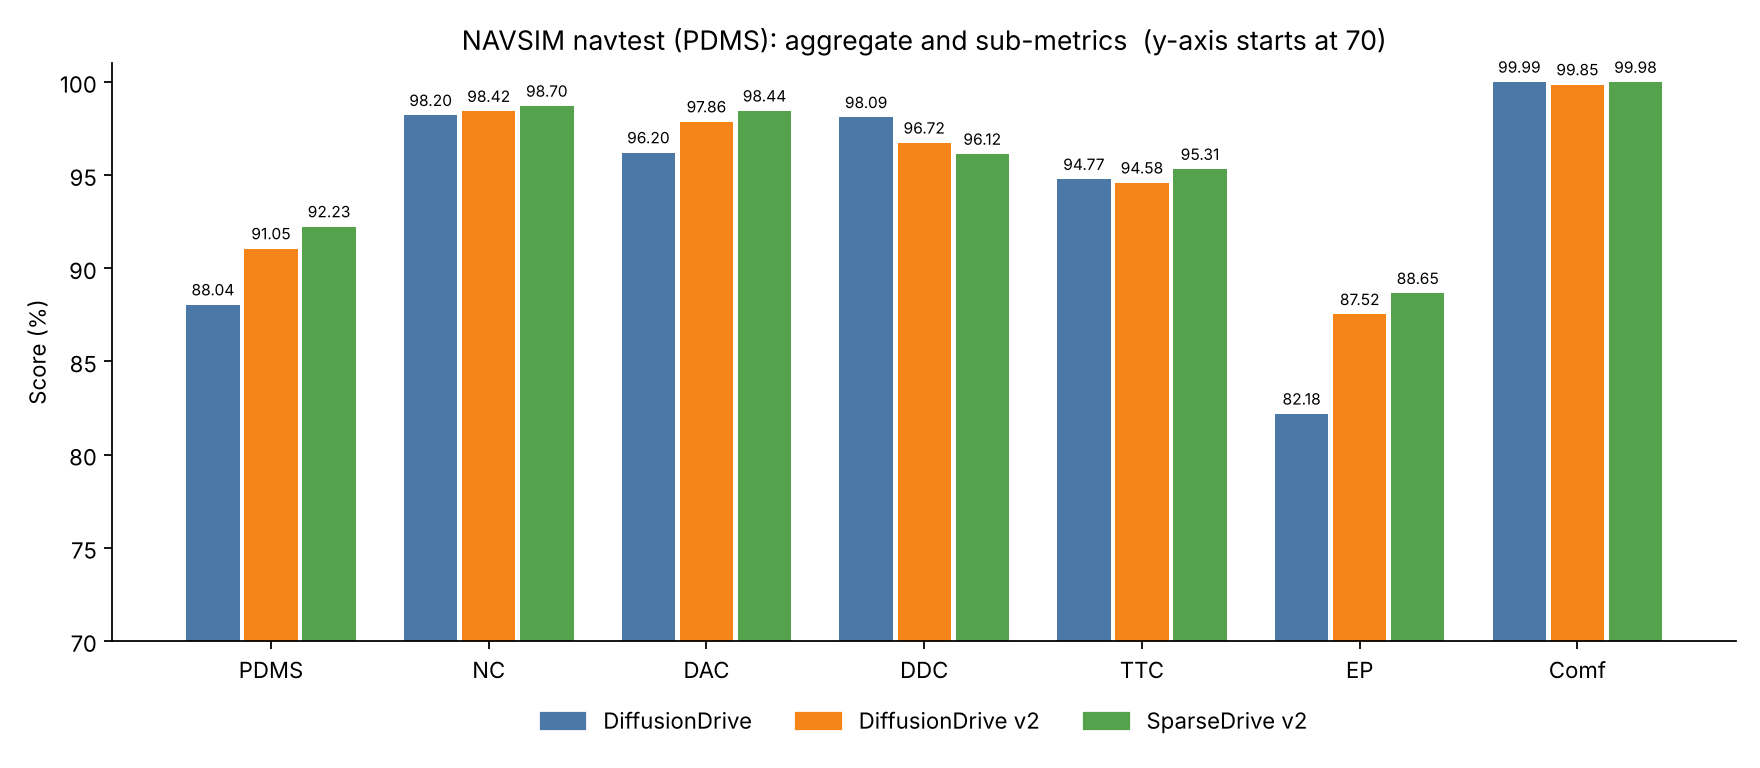 NAVSIM navtest (PDMS): aggregate and sub-metrics (y-axis starts at 70)
Score (%)
100
95
90
85
80
75
70
88.04 91.05 92.23
98.20 98.42 98.70
96.20 97.86 98.44
98.09 96.72 96.12
94.77 94.58 95.31
82.18 87.52 88.65
99.99 99.85 99.98
PDMS NC DAC DDC TTC EP Comf
DiffusionDrive DiffusionDrive v2 SparseDrive v2